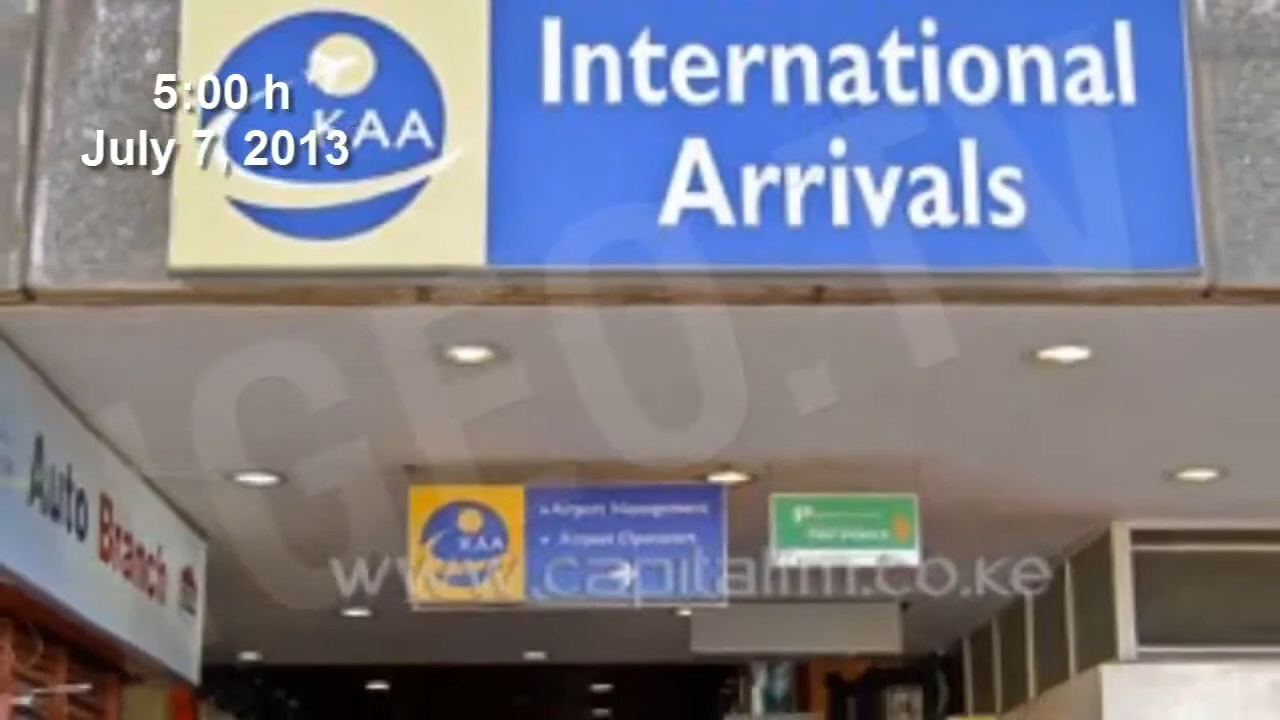 5:00 h
July 7, 2013
KAA
International
Arrivals
GEO.TV
Auto Branch
KAA
Airport Management
Airport Operations
www.capitalfm.co.ke